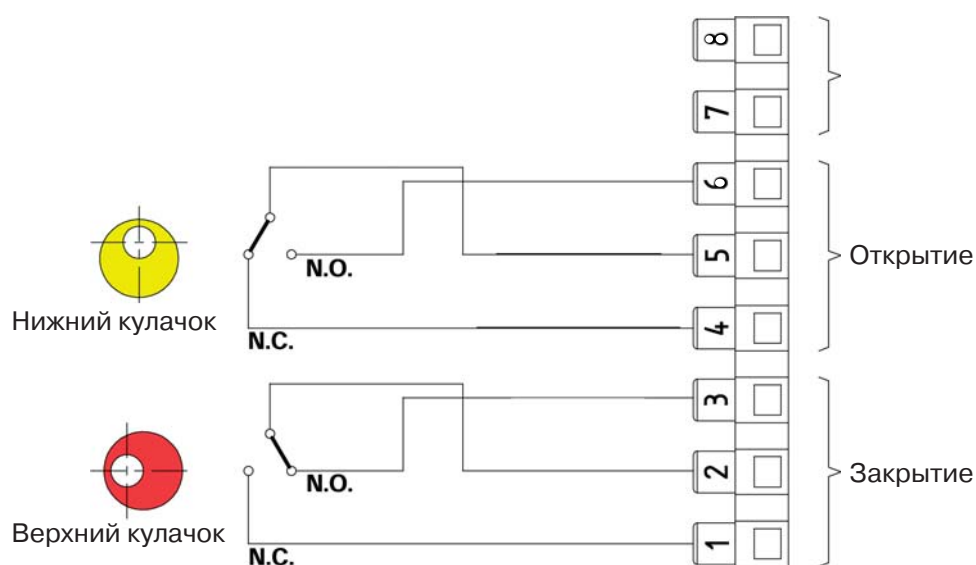 8
7
6
N.O.
5
Открытие
Нижний кулачок
N.C.
4
3
N.O.
2
Закрытие
Верхний кулачок
N.C.
1